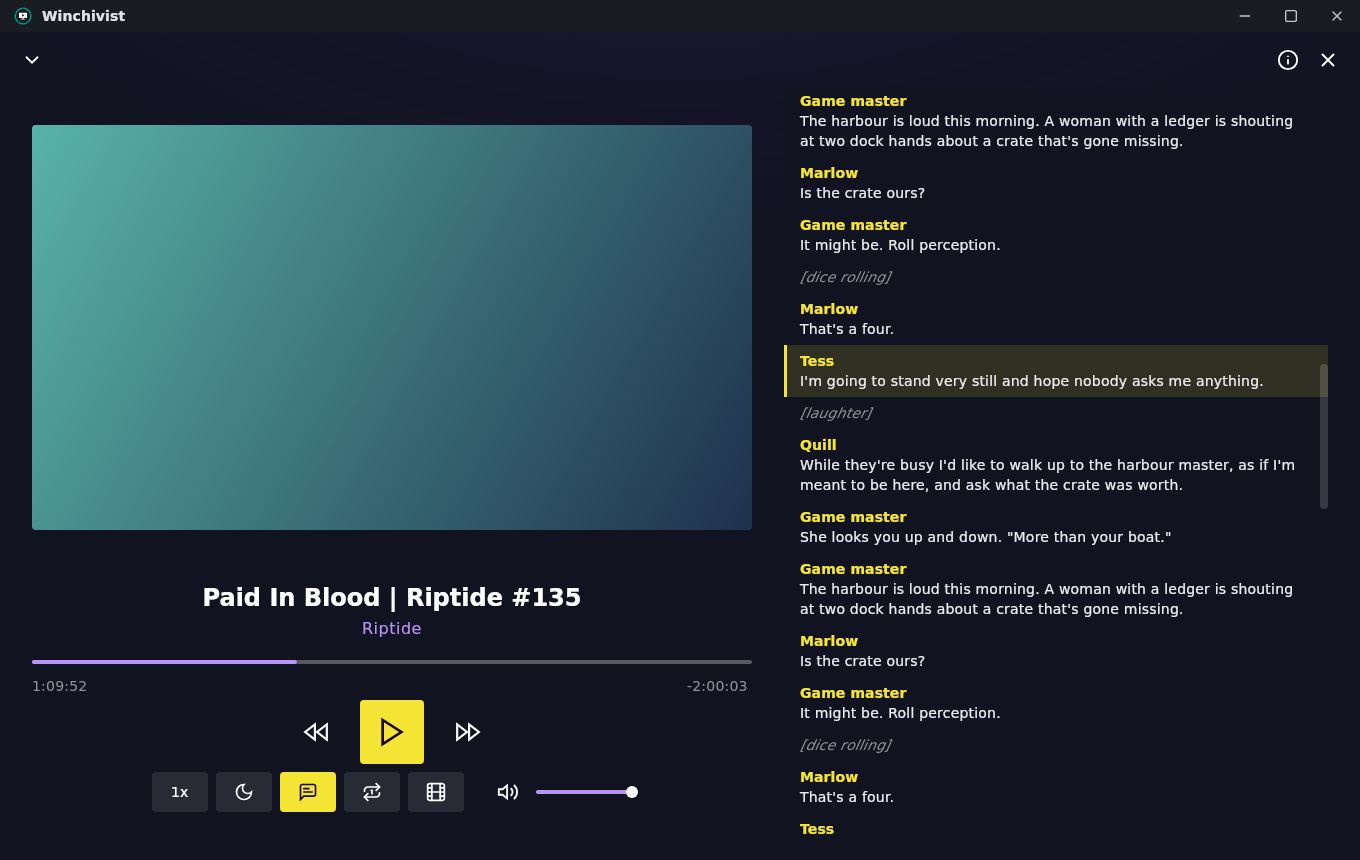 Winchivist
Game master
The harbour is loud this morning. A woman with a ledger is shouting
at two dock hands about a crate that's gone missing.
Marlow
Is the crate ours?
Game master
It might be. Roll perception.
[dice rolling]
Marlow
That's a four.
Tess
I'm going to stand very still and hope nobody asks me anything.
[laughter]
Quill
While they're busy I'd like to walk up to the harbour master, as if I'm
meant to be here, and ask what the crate was worth.
Game master
She looks you up and down. "More than your boat."
Game master
The harbour is loud this morning. A woman with a ledger is shouting
at two dock hands about a crate that's gone missing.
Marlow
Is the crate ours?
Game master
It might be. Roll perception.
[dice rolling]
Marlow
That's a four.
Tess
Paid In Blood | Riptide #135
Riptide
1:09:52
-2:00:03
1x